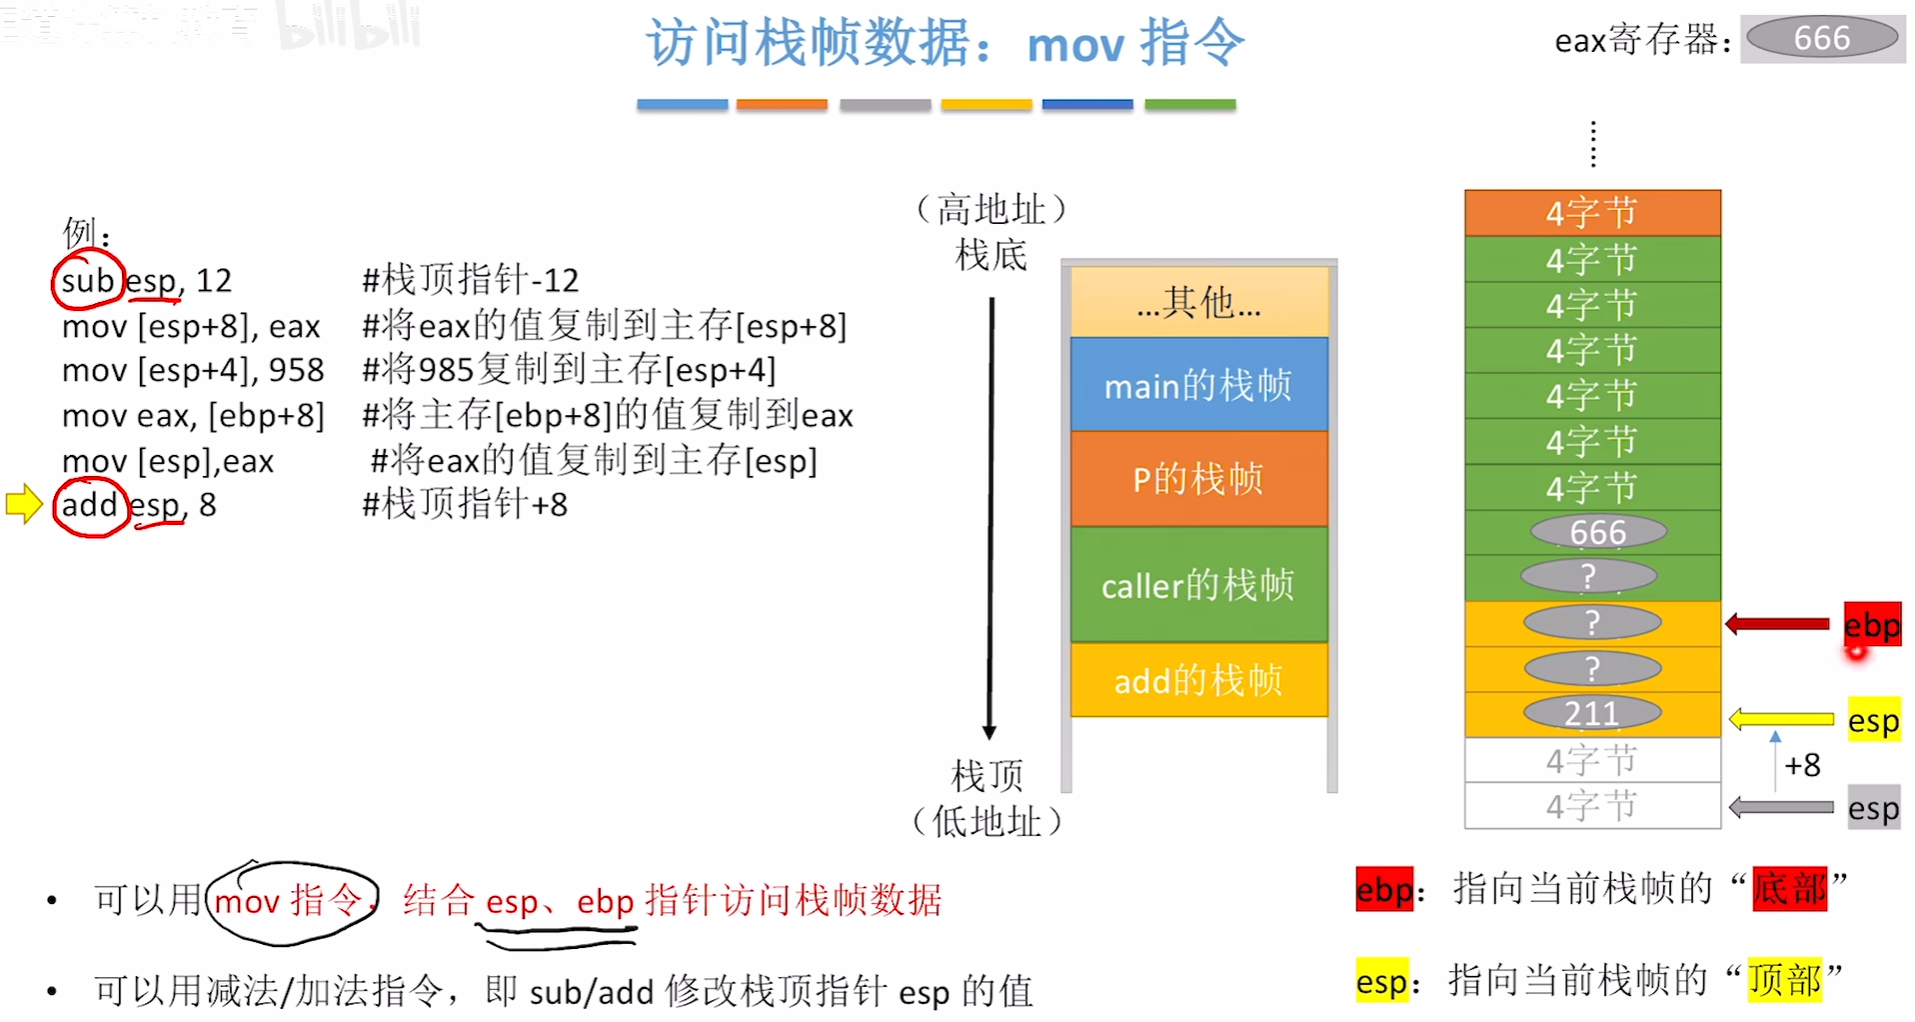 bilibili
访问栈帧数据：mov 指令
eax寄存器：
666
例：
sub esp, 12 #栈顶指针-12
mov [esp+8], eax #将eax的值复制到主存[esp+8]
mov [esp+4], 958 #将985复制到主存[esp+4]
mov eax, [ebp+8] #将主存[ebp+8]的值复制到eax
mov [esp],eax #将eax的值复制到主存[esp]
add esp, 8 #栈顶指针+8
（高地址）
栈底
栈顶
（低地址）
...其他...
main的栈帧
P的栈帧
caller的栈帧
add的栈帧
4字节
4字节
4字节
4字节
4字节
4字节
4字节
666
?
?
ebp
?
211
esp
4字节
+8
4字节
esp
• 可以用 mov 指令，结合 esp、ebp 指针访问栈帧数据
• 可以用减法/加法指令，即 sub/add 修改栈顶指针 esp 的值
ebp：指向当前栈帧的“底部”
esp：指向当前栈帧的“顶部”